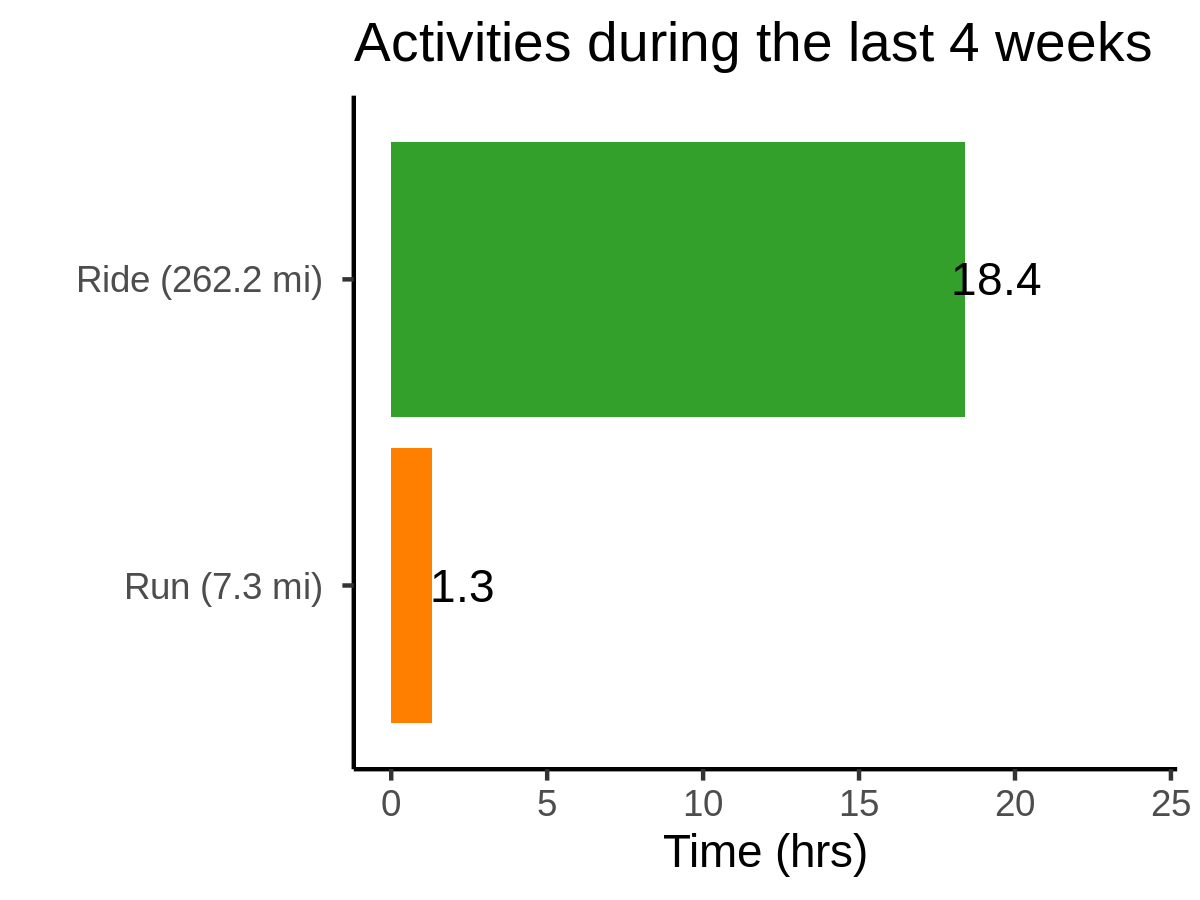 Activities during the last 4 weeks
Ride (262.2 mi)
18.4
Run (7.3 mi)
1.3
0 5 10 15 20 25
Time (hrs)